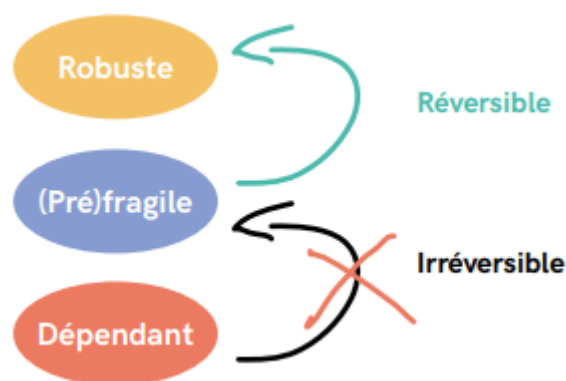 Robuste
Réversible
(Pré)fragile
Irréversible
Dépendant